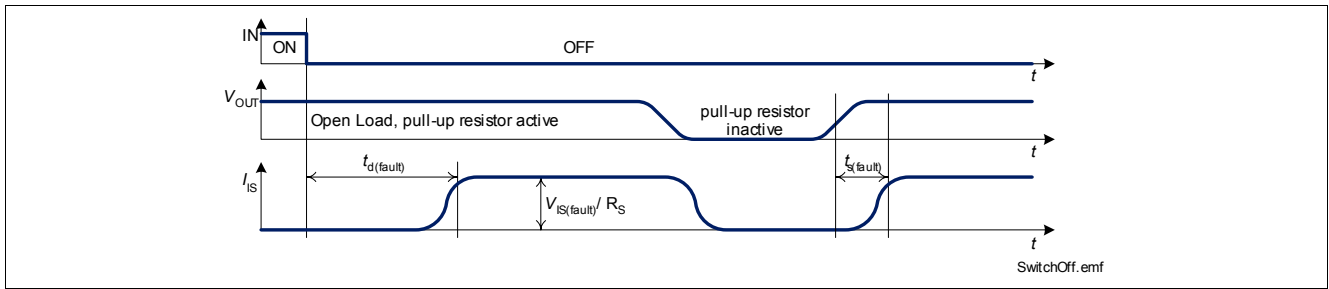 IN
ON
OFF
t
VOUT
Open Load, pull-up resistor active
pull-up resistor
inactive
t
IIS
td(fault)
VIS(fault)/ RS
ts(fault)
t
SwitchOff.emf